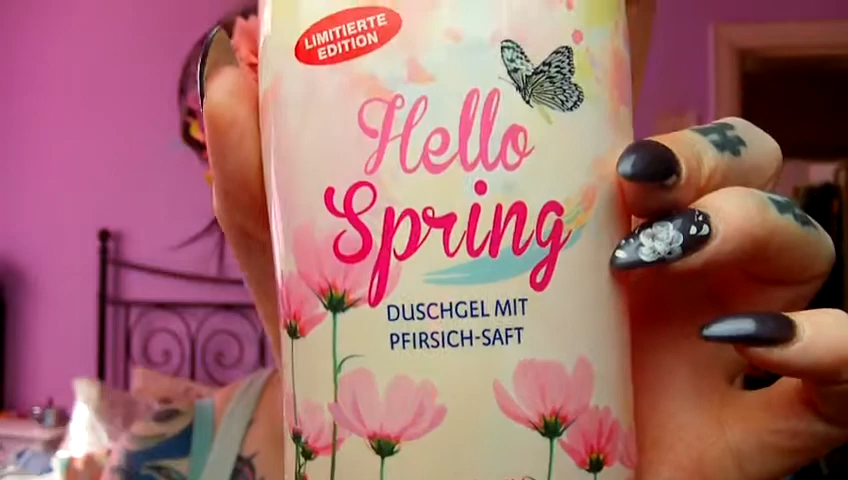 LIMITIERTE
EDITION
Hello
Spring
DUSCHGEL MIT
PFIRSICH-SAFT